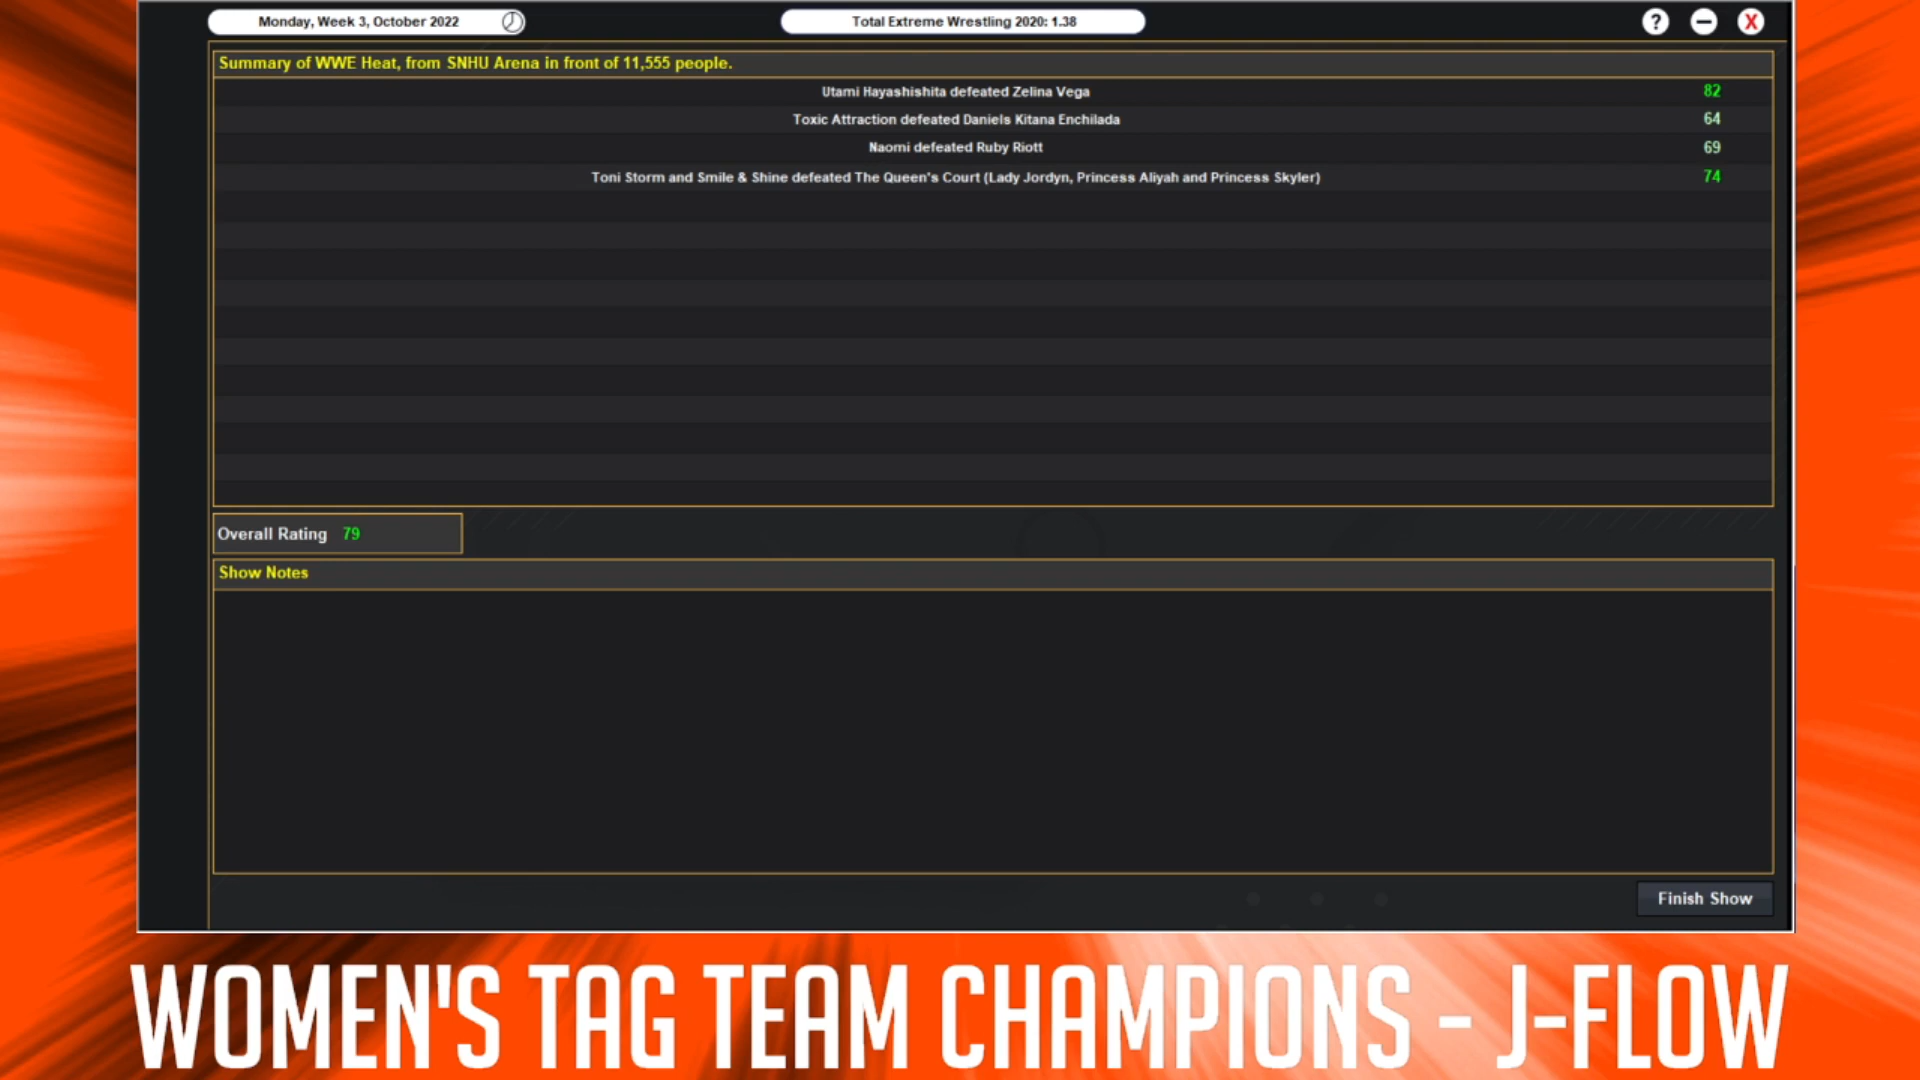 Monday, Week 3, October 2022
Total Extreme Wrestling 2020: 1.38
?
X
Summary of WWE Heat, from SNHU Arena in front of 11,555 people.
Utami Hayashishita defeated Zelina Vega 82
Toxic Attraction defeated Daniels Kitana Enchilada 64
Naomi defeated Ruby Riott 69
Toni Storm and Smile & Shine defeated The Queen's Court (Lady Jordyn, Princess Aliyah and Princess Skyler) 74
Overall Rating 79
Show Notes
Finish Show
WOMEN'S TAG TEAM CHAMPIONS - J-FLOW